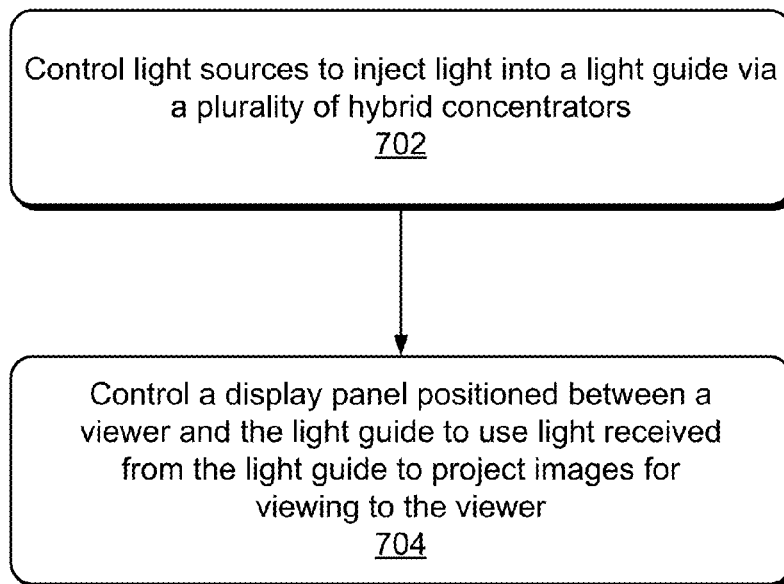 Control light sources to inject light into a light guide via
a plurality of hybrid concentrators
702
Control a display panel positioned between a
viewer and the light guide to use light received
from the light guide to project images for
viewing to the viewer
704